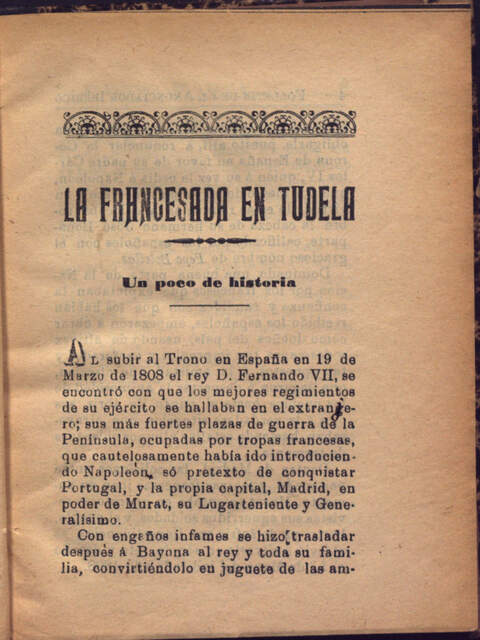 LA FRANCESADA EN TUDELA
Un poco de historia
AL subir al Trono en España en 19 de
Marzo de 1808 el rey D. Fernando VII, se
encontró con que los mejores regimientos
de su ejército se hallaban en el extranje-
ro; sus más fuertes plazas de guerra de la
Península, ocupadas por tropas francesas,
que cautelosamente había ido introducien-
do Napoleón, só pretexto de conquistar
Portugal, y la propia capital, Madrid, en
poder de Murat, su Lugarteniente y Gene-
ralísimo.
Con engaños infames se hizo trasladar
después á Bayona al rey y toda su fami-
lia, convirtiéndolo en juguete de las am-